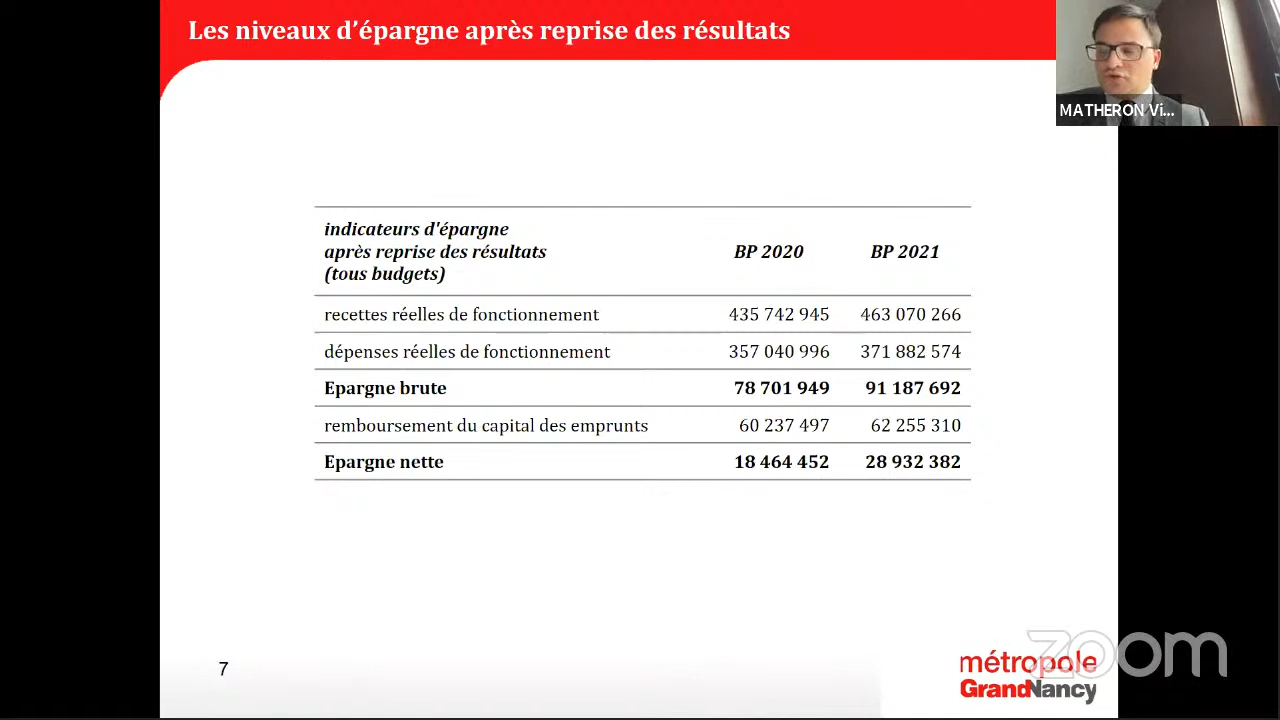 Les niveaux d’épargne après reprise des résultats
MATHERON Vi...
indicateurs d'épargne
après reprise des résultats
(tous budgets)
BP 2020 BP 2021
recettes réelles de fonctionnement 435 742 945 463 070 266
dépenses réelles de fonctionnement 357 040 996 371 882 574
Epargne brute 78 701 949 91 187 692
remboursement du capital des emprunts 60 237 497 62 255 310
Epargne nette 18 464 452 28 932 382
7
métropole
GrandNancy
zoom